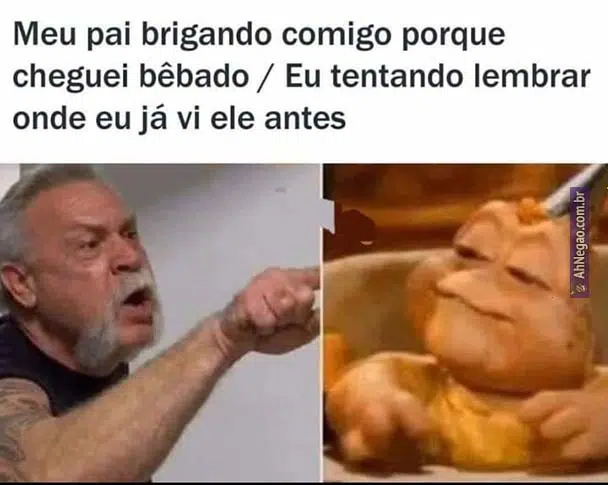 Meu pai brigando comigo porque
cheguei bêbado / Eu tentando lembrar
onde eu já vi ele antes
AhNegao.com.br